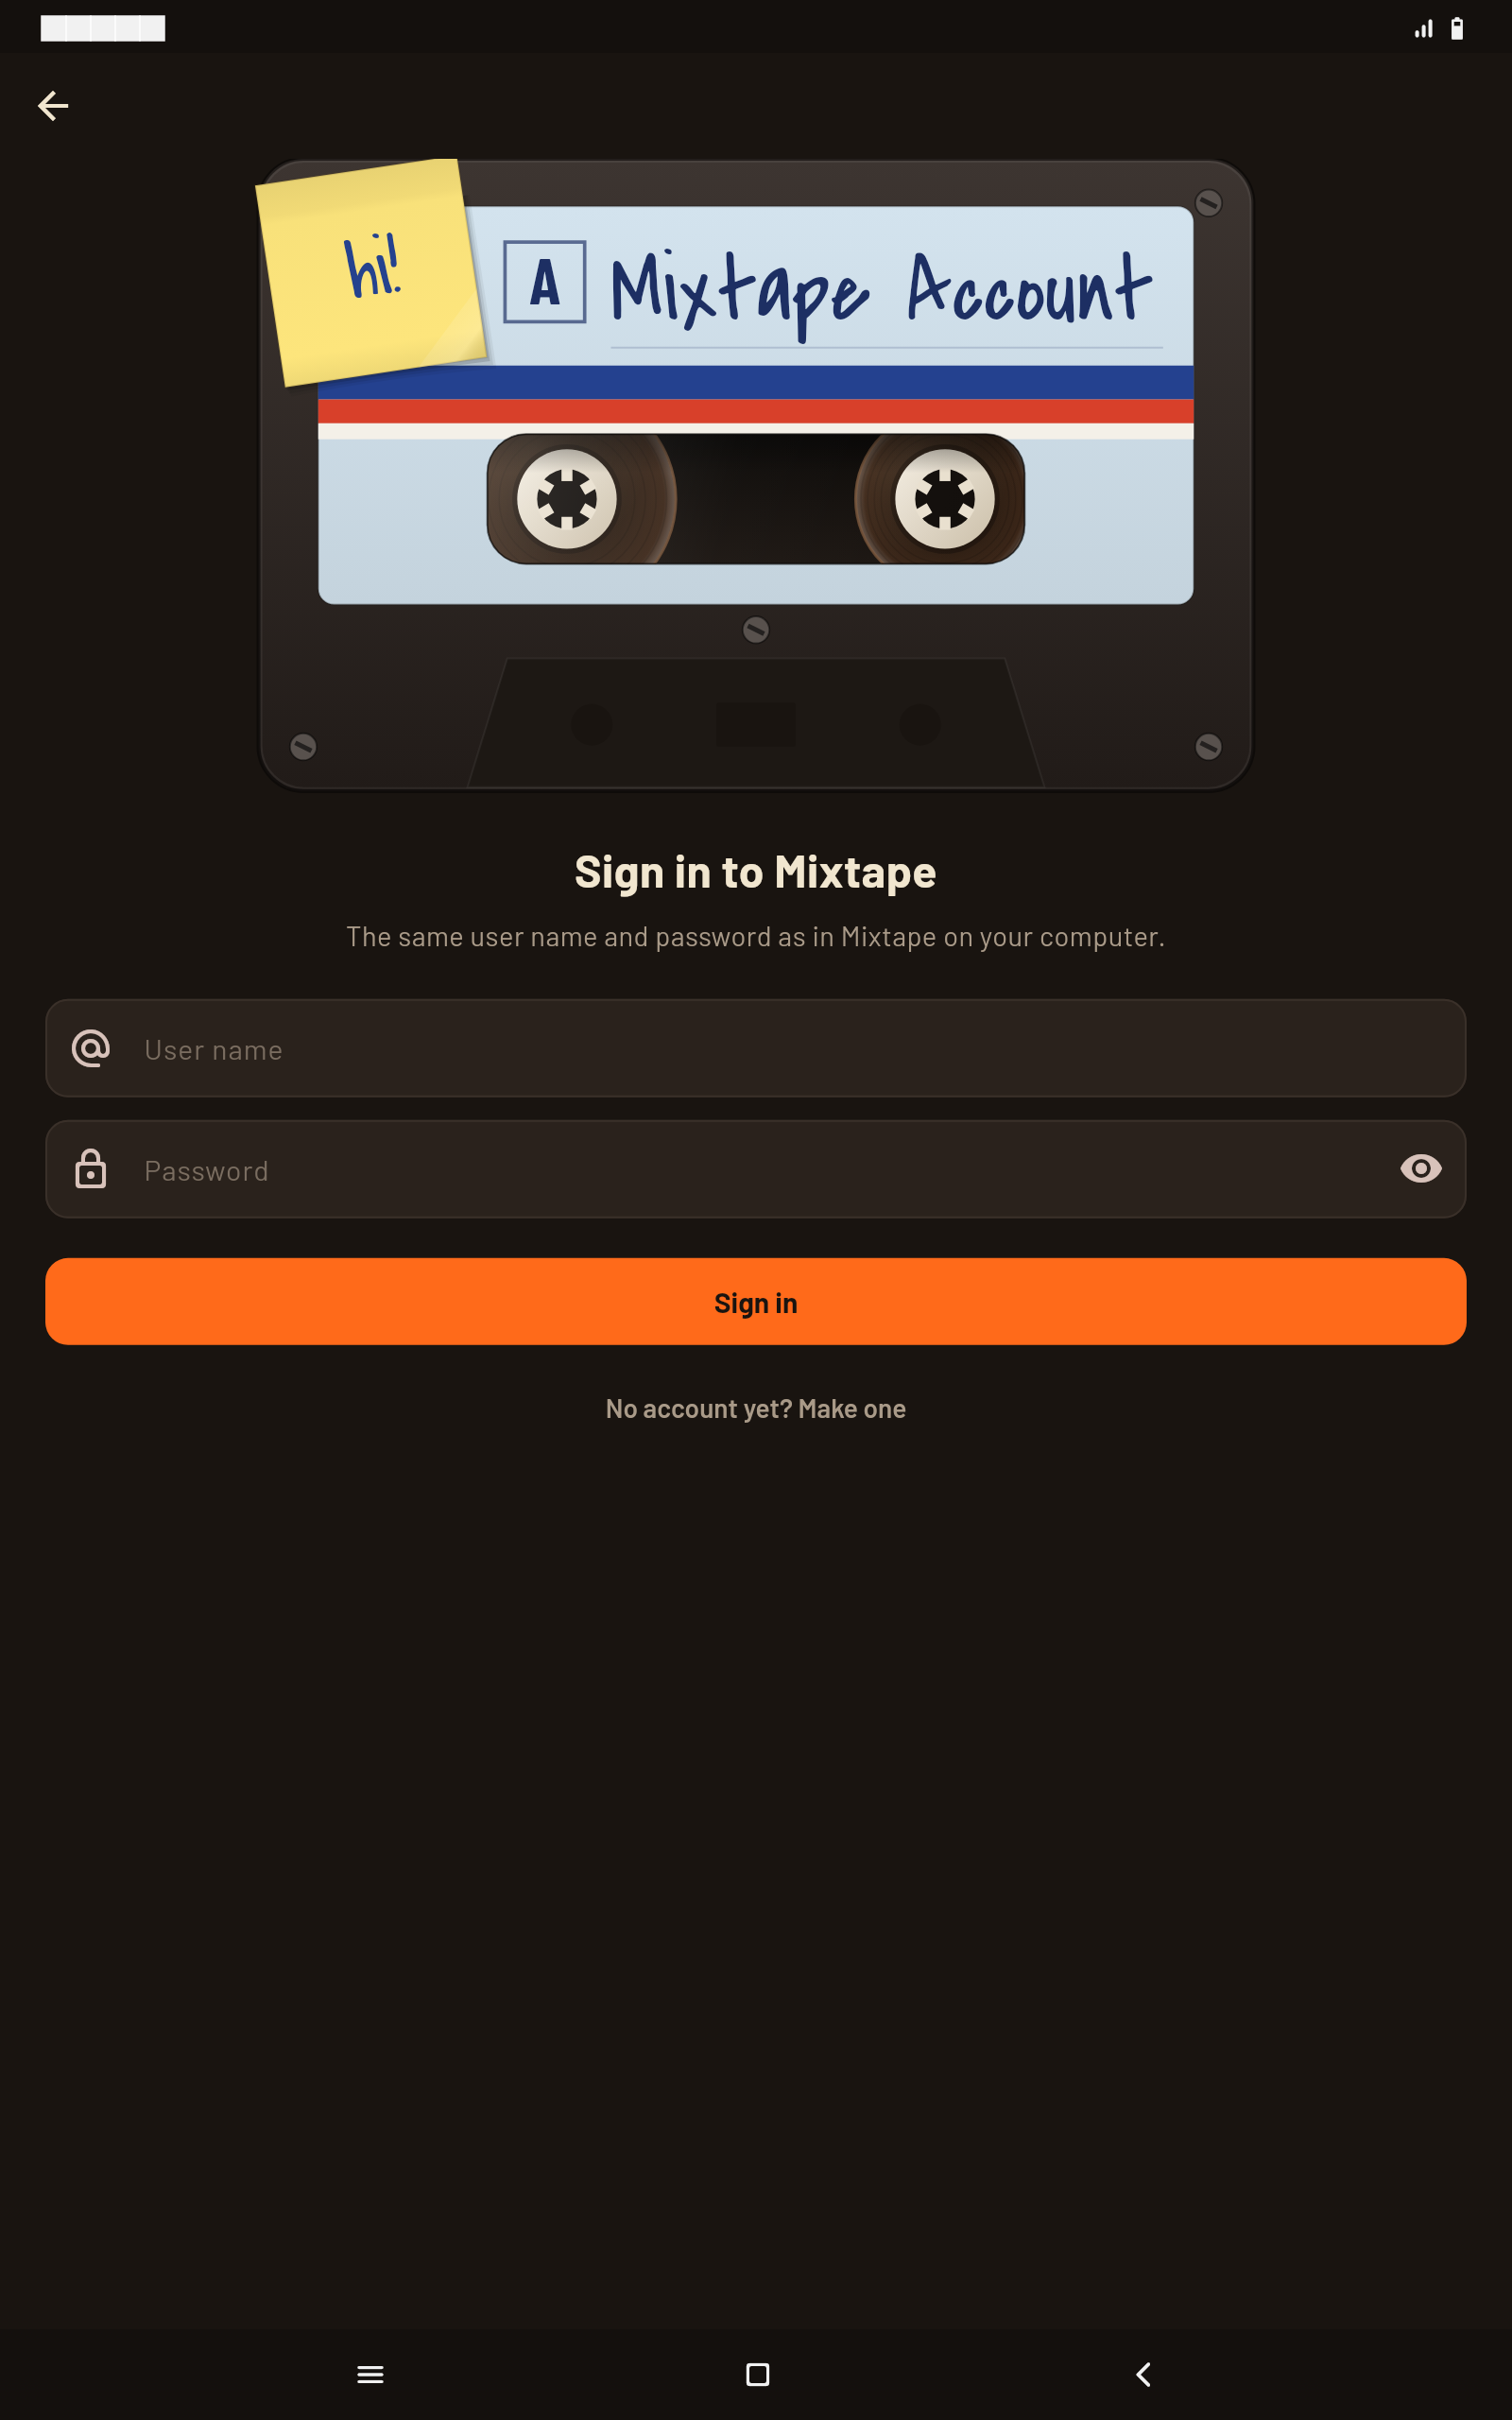 hi!
A Mixtape Account
Sign in to Mixtape
The same user name and password as in Mixtape on your computer.
User name
Password
Sign in
No account yet? Make one